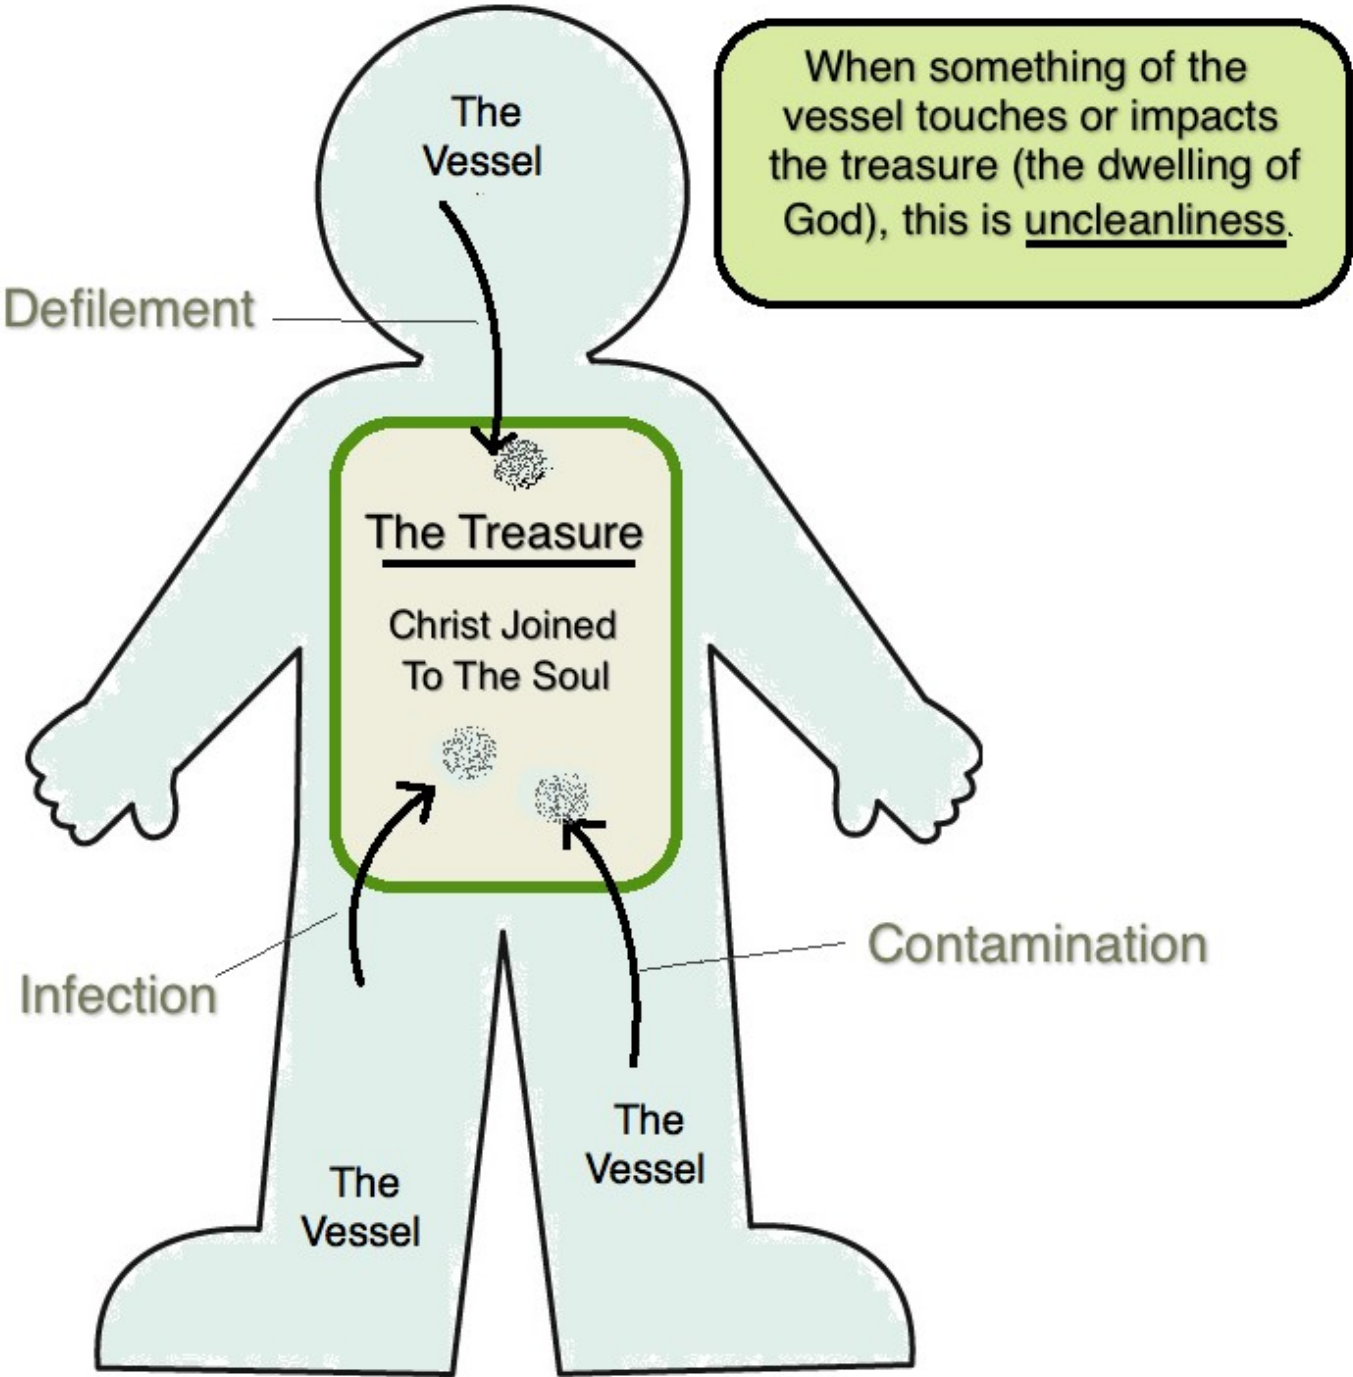 The
Vessel
When something of the
vessel touches or impacts
the treasure (the dwelling of
God), this is uncleanliness.
Defilement
The Treasure
Christ Joined
To The Soul
Contamination
Infection
The
Vessel
The
Vessel